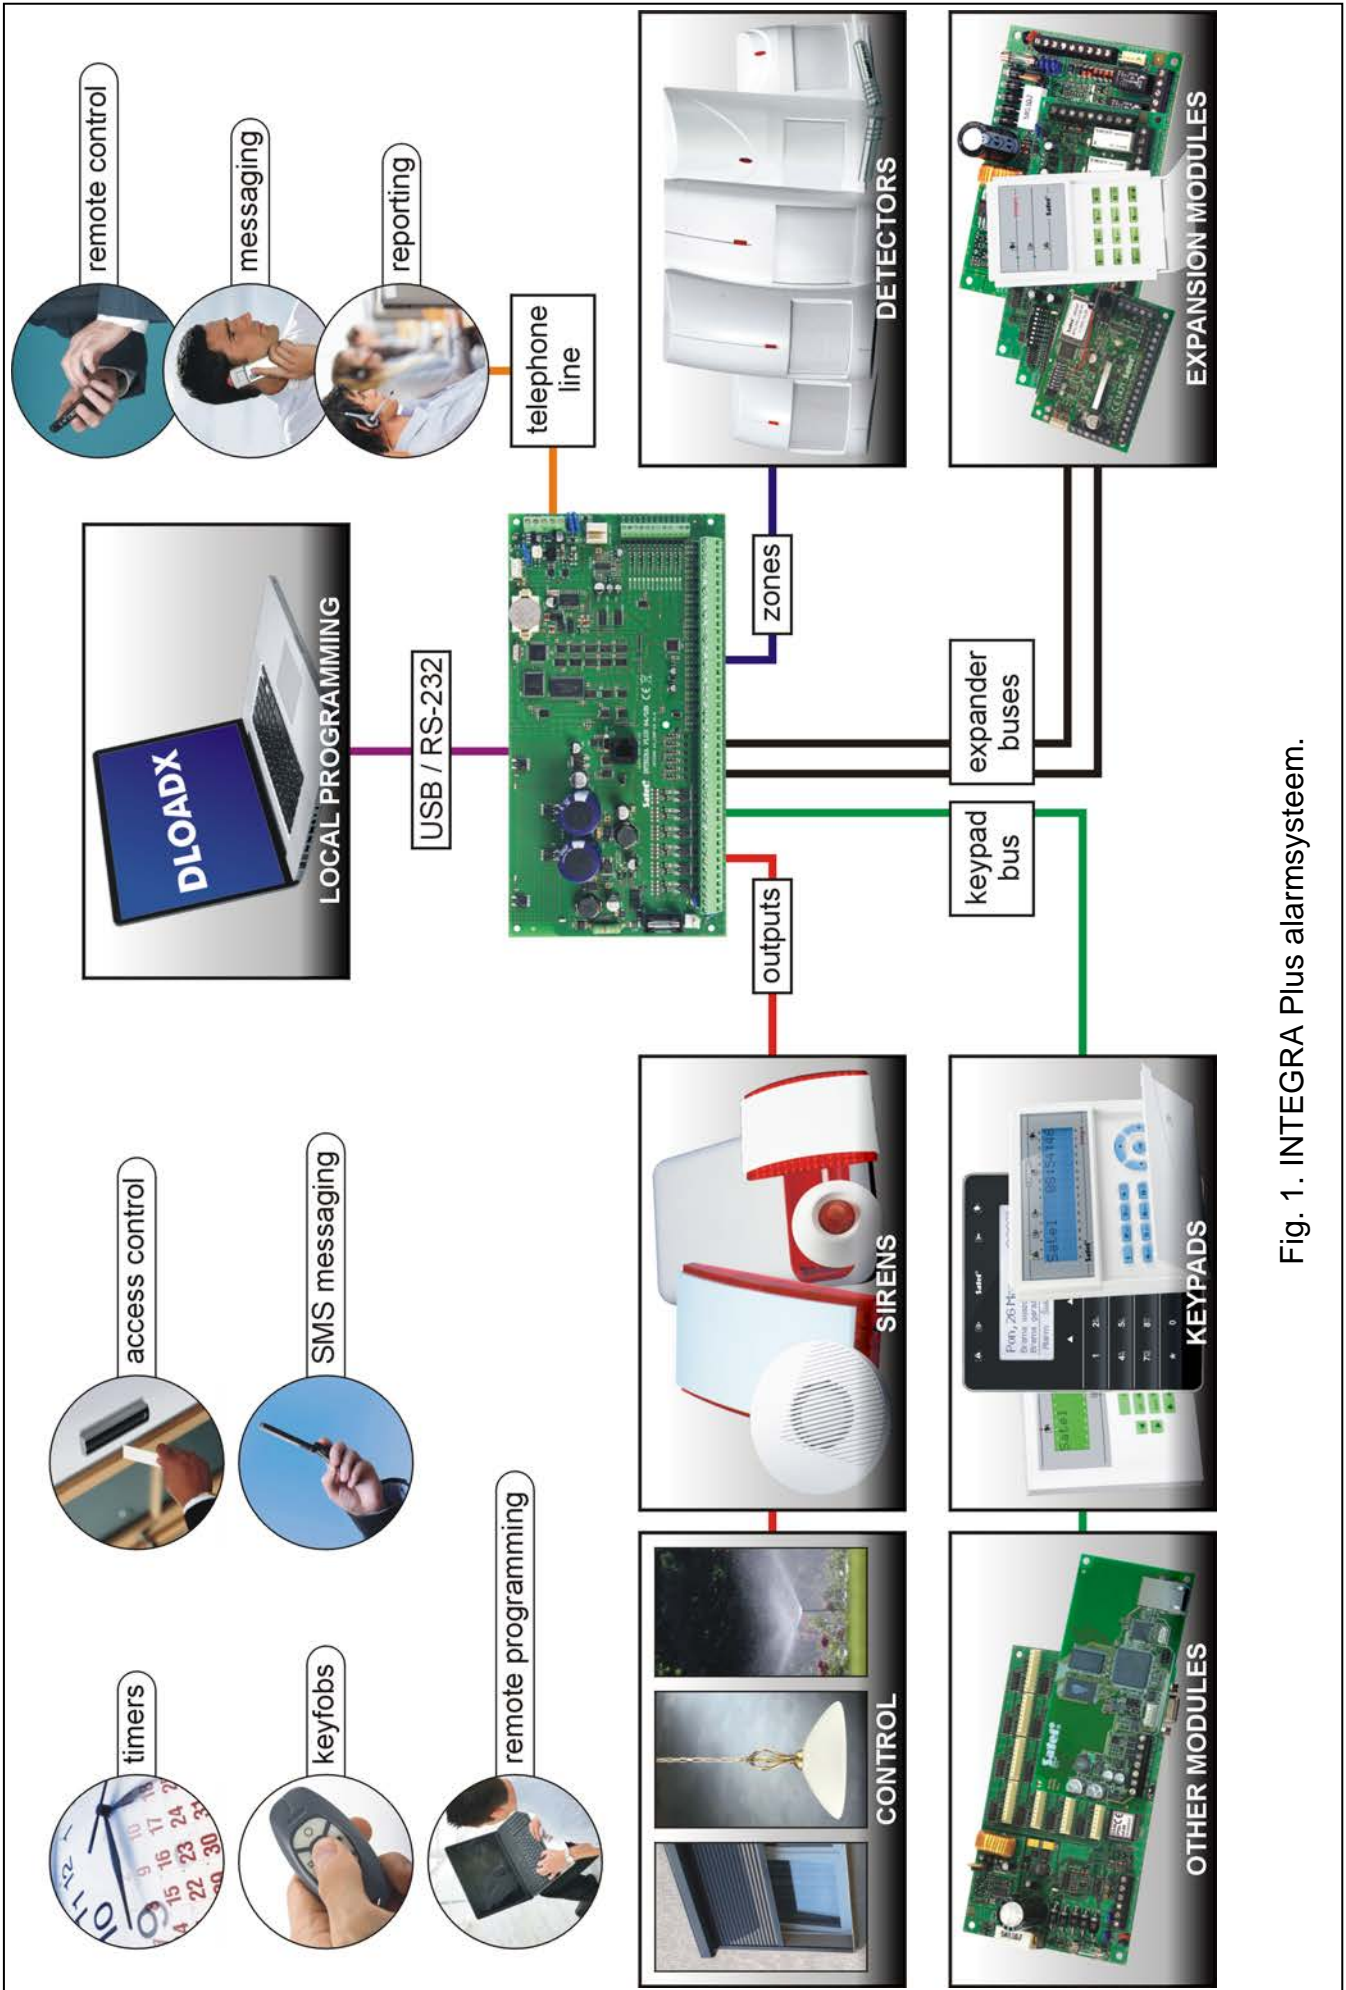 timers
access control
remote control
keyfobs
SMS messaging
messaging
remote programming
reporting
DLOADX
LOCAL PROGRAMMING
USB / RS-232
telephone
line
Satel
outputs
zones
keypad
bus
expander
buses
CONTROL
SIRENS
DETECTORS
OTHER MODULES
KEYPADS
EXPANSION MODULES
Fig. 1. INTEGRA Plus alarmsysteem.